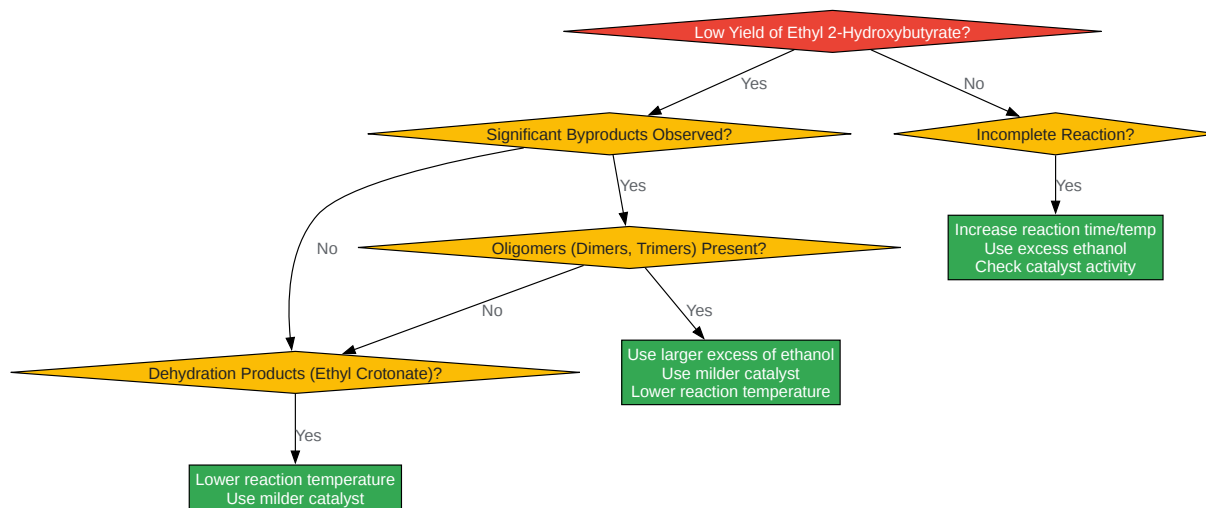 Low Yield of Ethyl 2-Hydroxybutyrate?
Yes
No
Significant Byproducts Observed?
Incomplete Reaction?
Yes
Yes
Increase reaction time/temp
Use excess ethanol
Check catalyst activity
No
Oligomers (Dimers, Trimers) Present?
No
Yes
Use larger excess of ethanol
Use milder catalyst
Lower reaction temperature
Dehydration Products (Ethyl Crotonate)?
Yes
Lower reaction temperature
Use milder catalyst